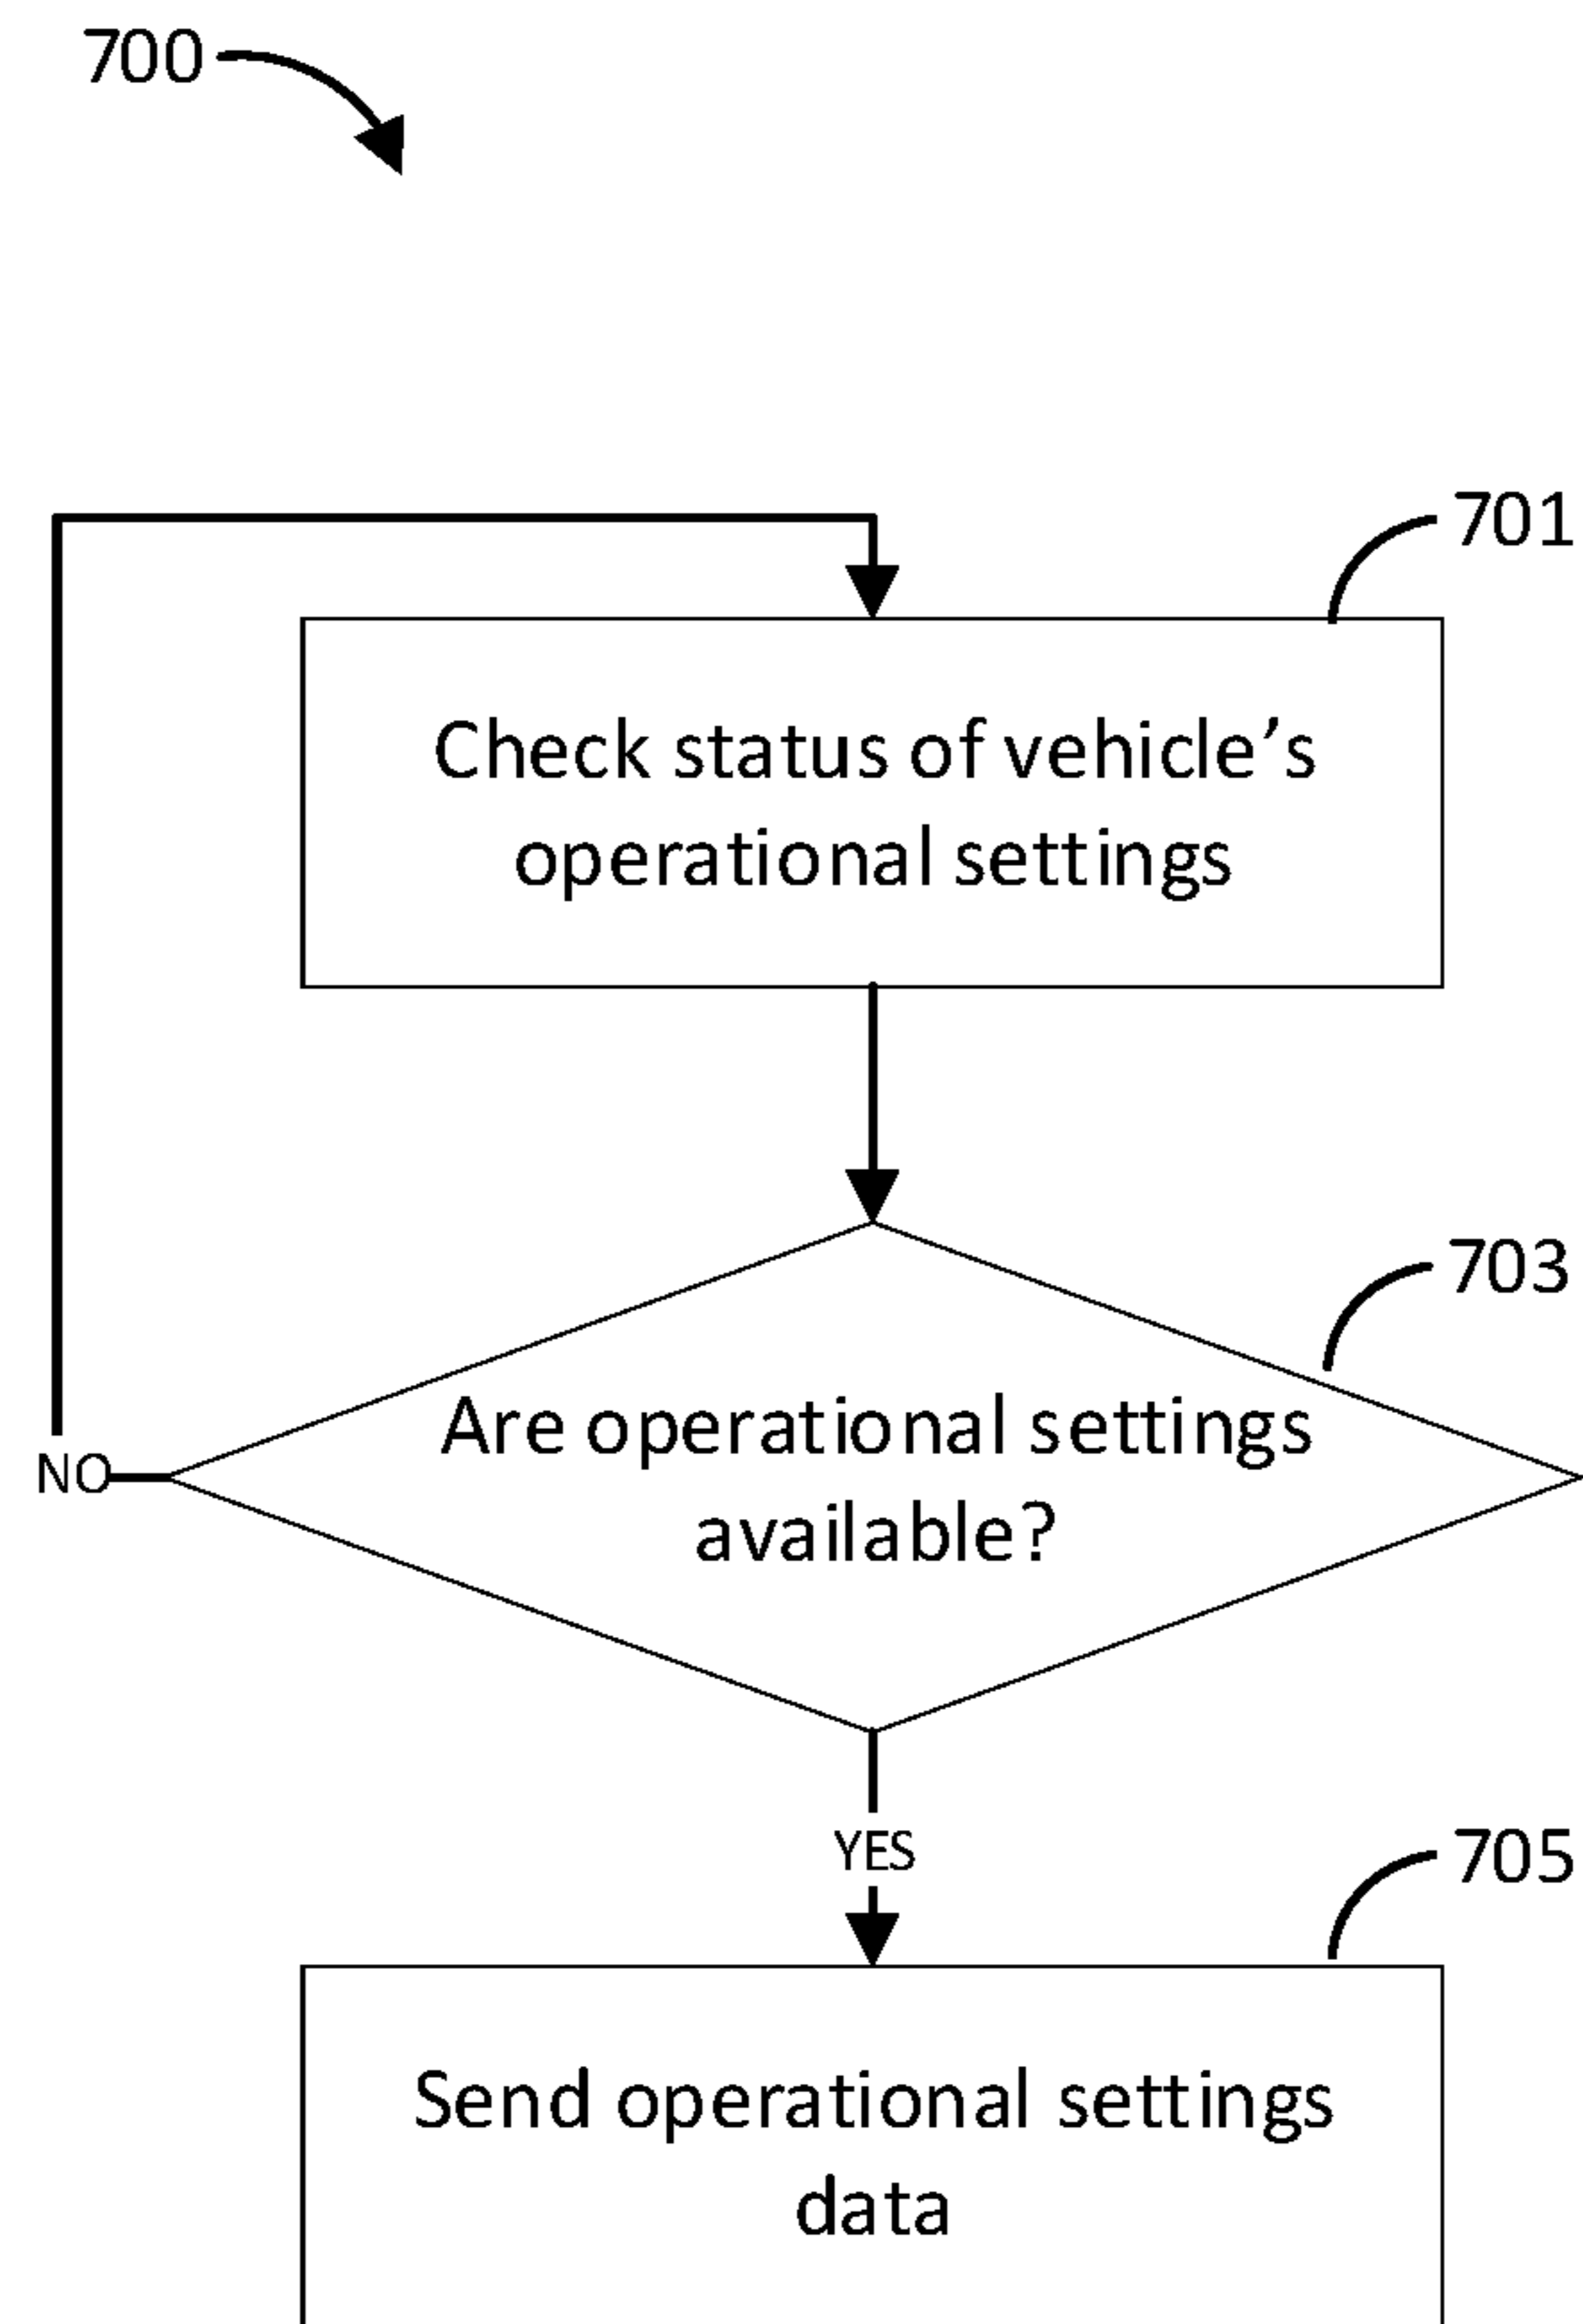 700
701
Check status of vehicle’s
operational settings
703
Are operational settings
available?
NO
YES
705
Send operational settings
data